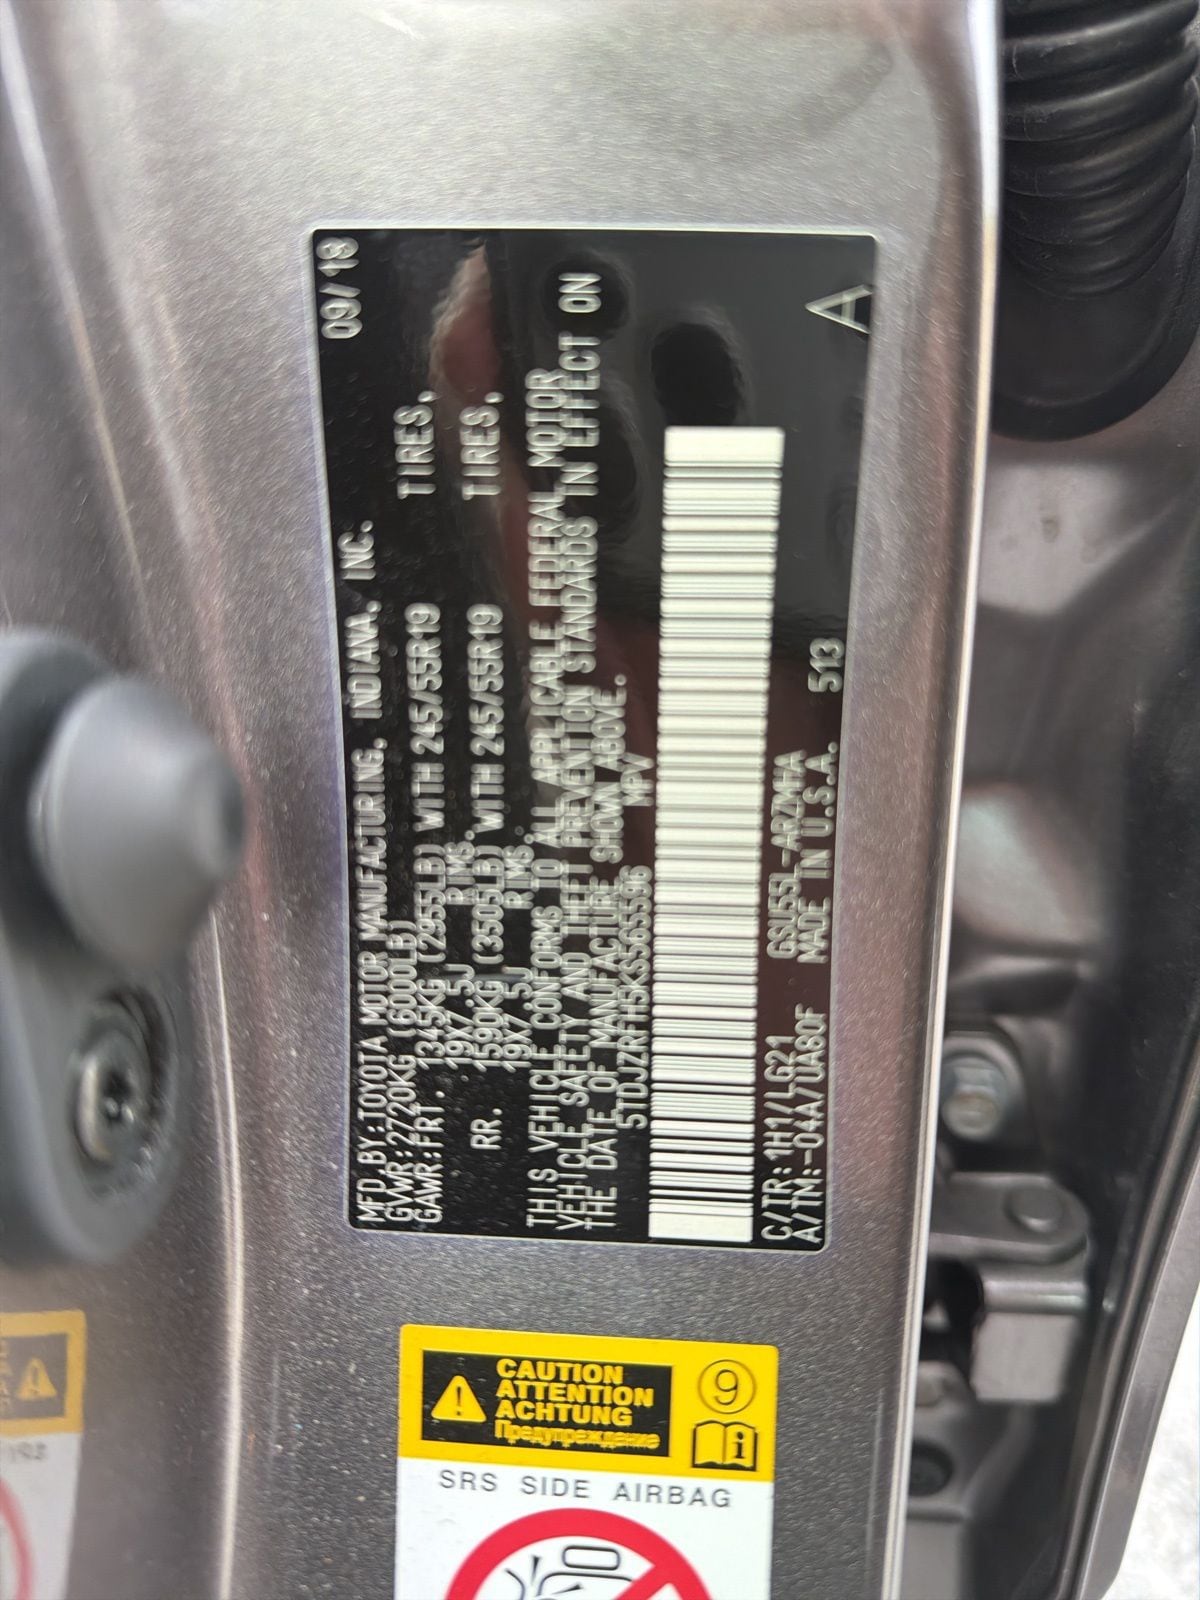 09/18
MFD.BY:TOYOTA MOTOR MANUFACTURING, INDIANA, INC.
GVWR:2720KG (6000LB)
GAWR:FRT. 1345KG (2955LB) WITH 245/55R19 TIRES,
19X7.5J RIMS.
RR. 1590KG (3505LB) WITH 245/55R19 TIRES,
19X7.5J RIMS.
THIS VEHICLE CONFORMS TO ALL APPLICABLE FEDERAL MOTOR
VEHICLE SAFETY AND THEFT PREVENTION STANDARDS IN EFFECT ON
THE DATE OF MANUFACTURE SHOWN ABOVE.
5TDJZRFH5KS565596 MPV
C/TR:1H1/LG21 GSU55L-ARZMHA
A/TM:-04A/UA80F MADE IN U.S.A. 513
A
CAUTION
ATTENTION
ACHTUNG
Предупреждение
9
i
SRS SIDE AIRBAG